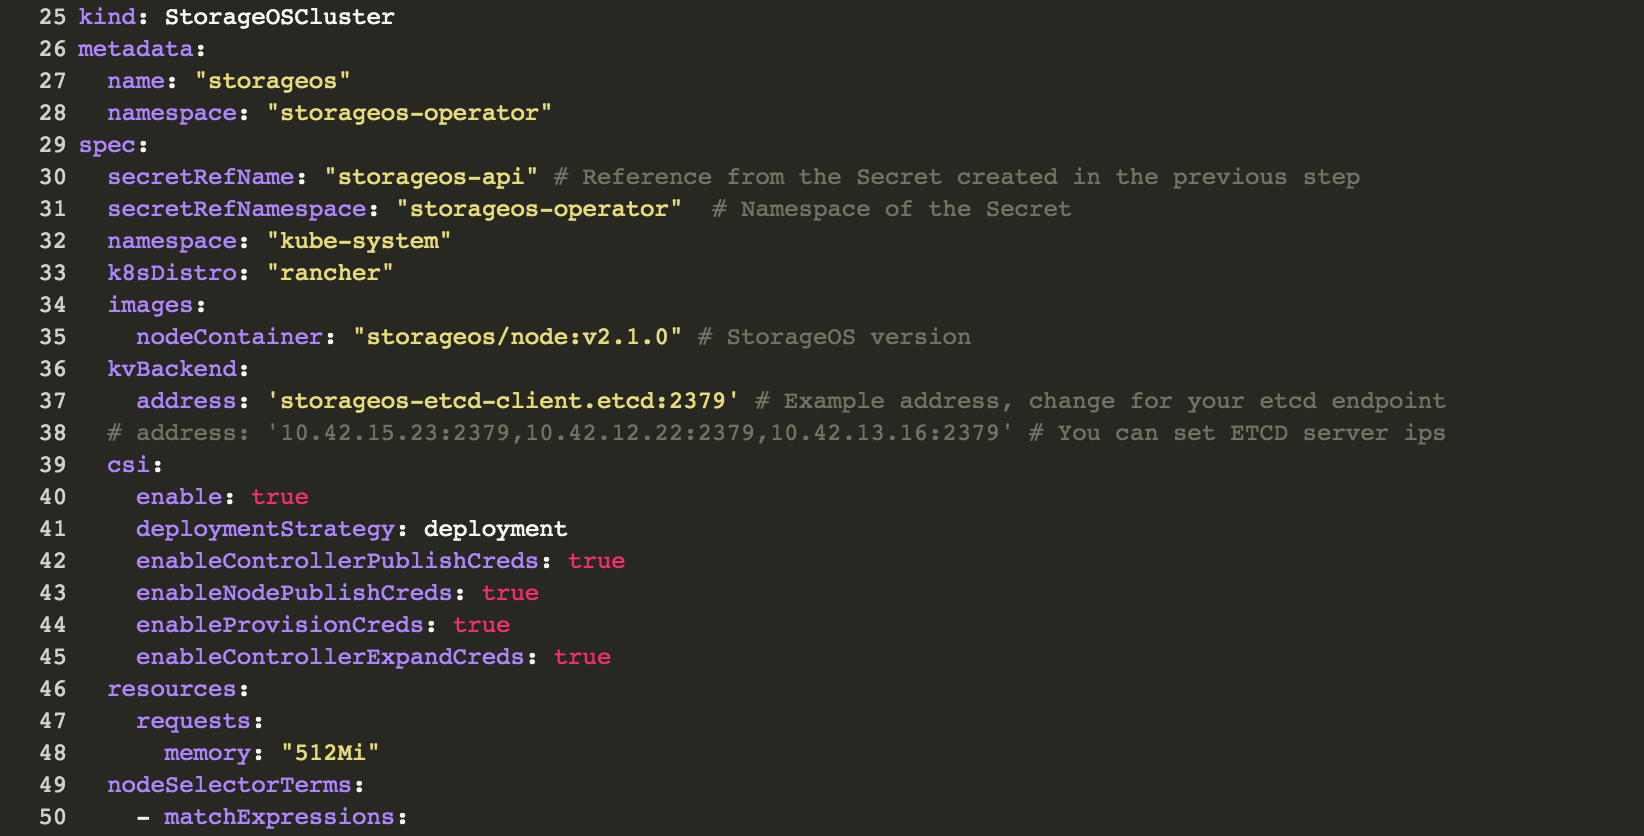 25 kind: StorageOSCluster
26 metadata:
27   name: "storageos"
28   namespace: "storageos-operator"
29 spec:
30   secretRefName: "storageos-api" # Reference from the Secret created in the previous step
31   secretRefNamespace: "storageos-operator"  # Namespace of the Secret
32   namespace: "kube-system"
33   k8sDistro: "rancher"
34   images:
35     nodeContainer: "storageos/node:v2.1.0" # StorageOS version
36   kvBackend:
37     address: 'storageos-etcd-client.etcd:2379' # Example address, change for your etcd endpoint
38   # address: '10.42.15.23:2379,10.42.12.22:2379,10.42.13.16:2379' # You can set ETCD server ips
39   csi:
40     enable: true
41     deploymentStrategy: deployment
42     enableControllerPublishCreds: true
43     enableNodePublishCreds: true
44     enableProvisionCreds: true
45     enableControllerExpandCreds: true
46   resources:
47     requests:
48       memory: "512Mi"
49   nodeSelectorTerms:
50     - matchExpressions: